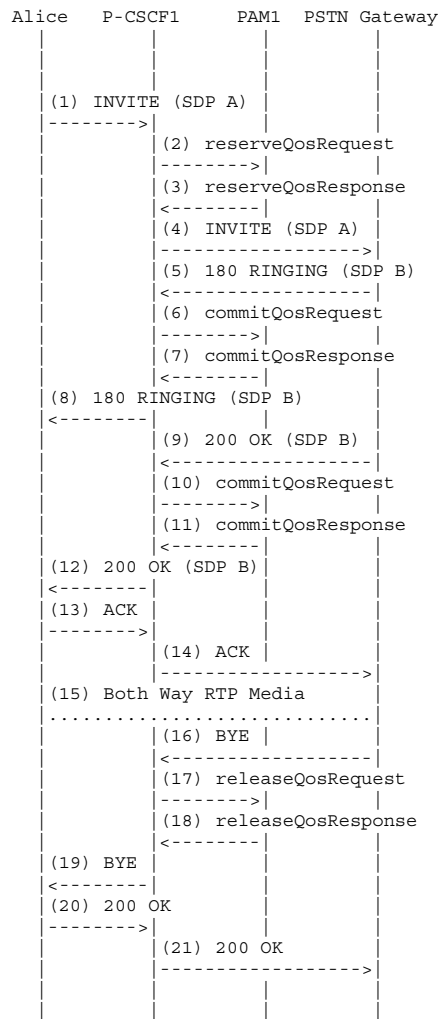 Alice P-CSCF1 PAM1 PSTN Gateway
(1) INVITE (SDP A)
(2) reserveQosRequest
(3) reserveQosResponse
(4) INVITE (SDP A)
(5) 180 RINGING (SDP B)
(6) commitQosRequest
(7) commitQosResponse
(8) 180 RINGING (SDP B)
(9) 200 OK (SDP B)
(10) commitQosRequest
(11) commitQosResponse
(12) 200 OK (SDP B)
(13) ACK
(14) ACK
(15) Both Way RTP Media
(16) BYE
(17) releaseQosRequest
(18) releaseQosResponse
(19) BYE
(20) 200 OK
(21) 200 OK